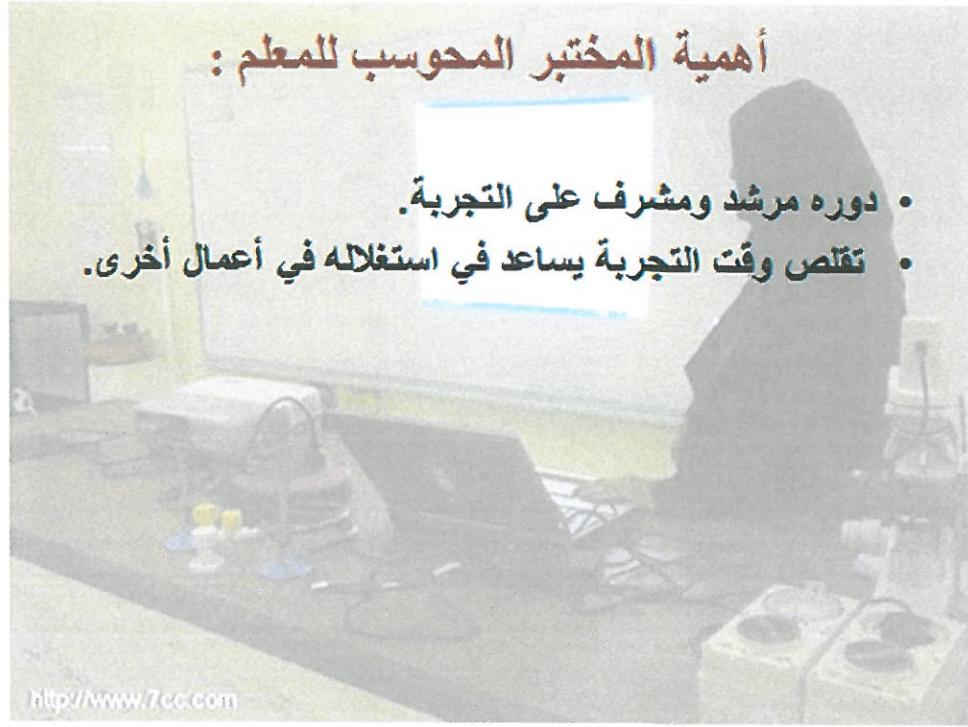 أهمية المختبر المحوسب للمعلم :
• دوره مرشد ومشرف على التجربة.
• تقلص وقت التجربة يساعد في استغلاله في أعمال أخرى.
http://www.7cc.com